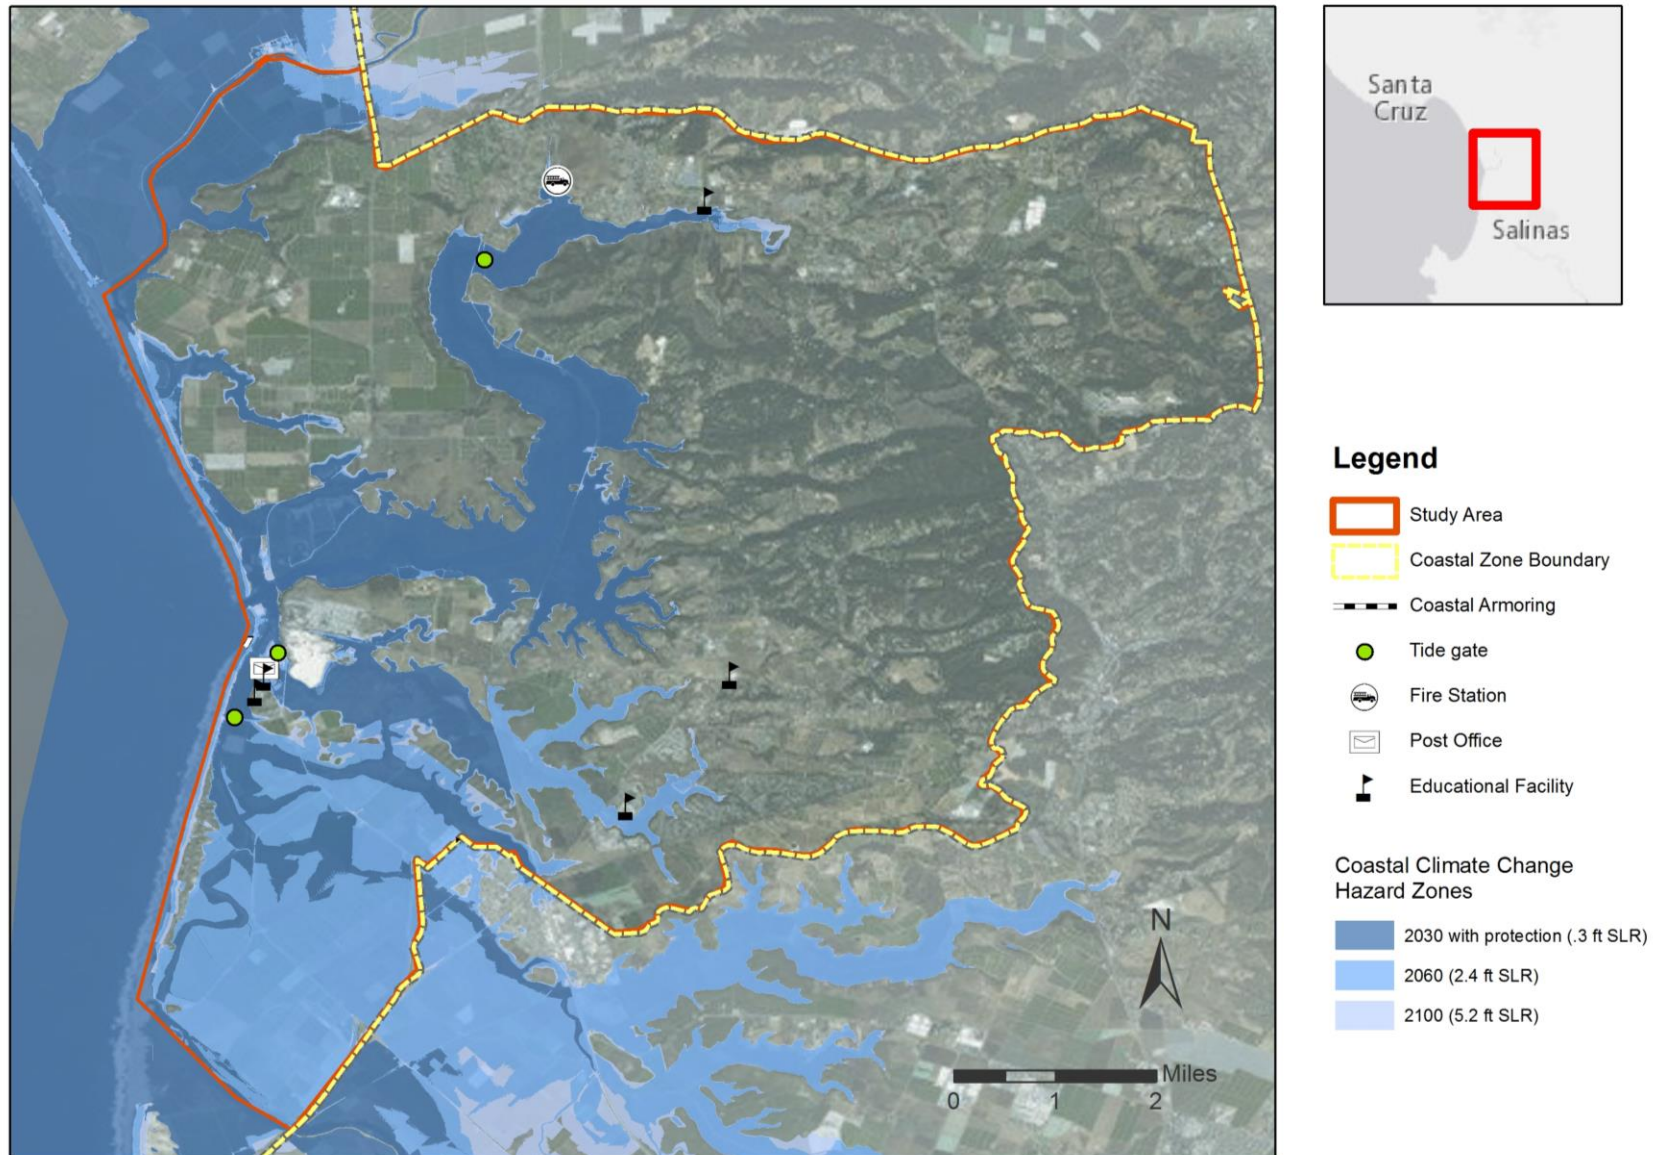 Santa
Cruz
Salinas
Legend
Study Area
Coastal Zone Boundary
Coastal Armoring
Tide gate
Fire Station
Post Office
Educational Facility
Coastal Climate Change
Hazard Zones
2030 with protection (.3 ft SLR)
2060 (2.4 ft SLR)
2100 (5.2 ft SLR)
N
Miles
0 1 2